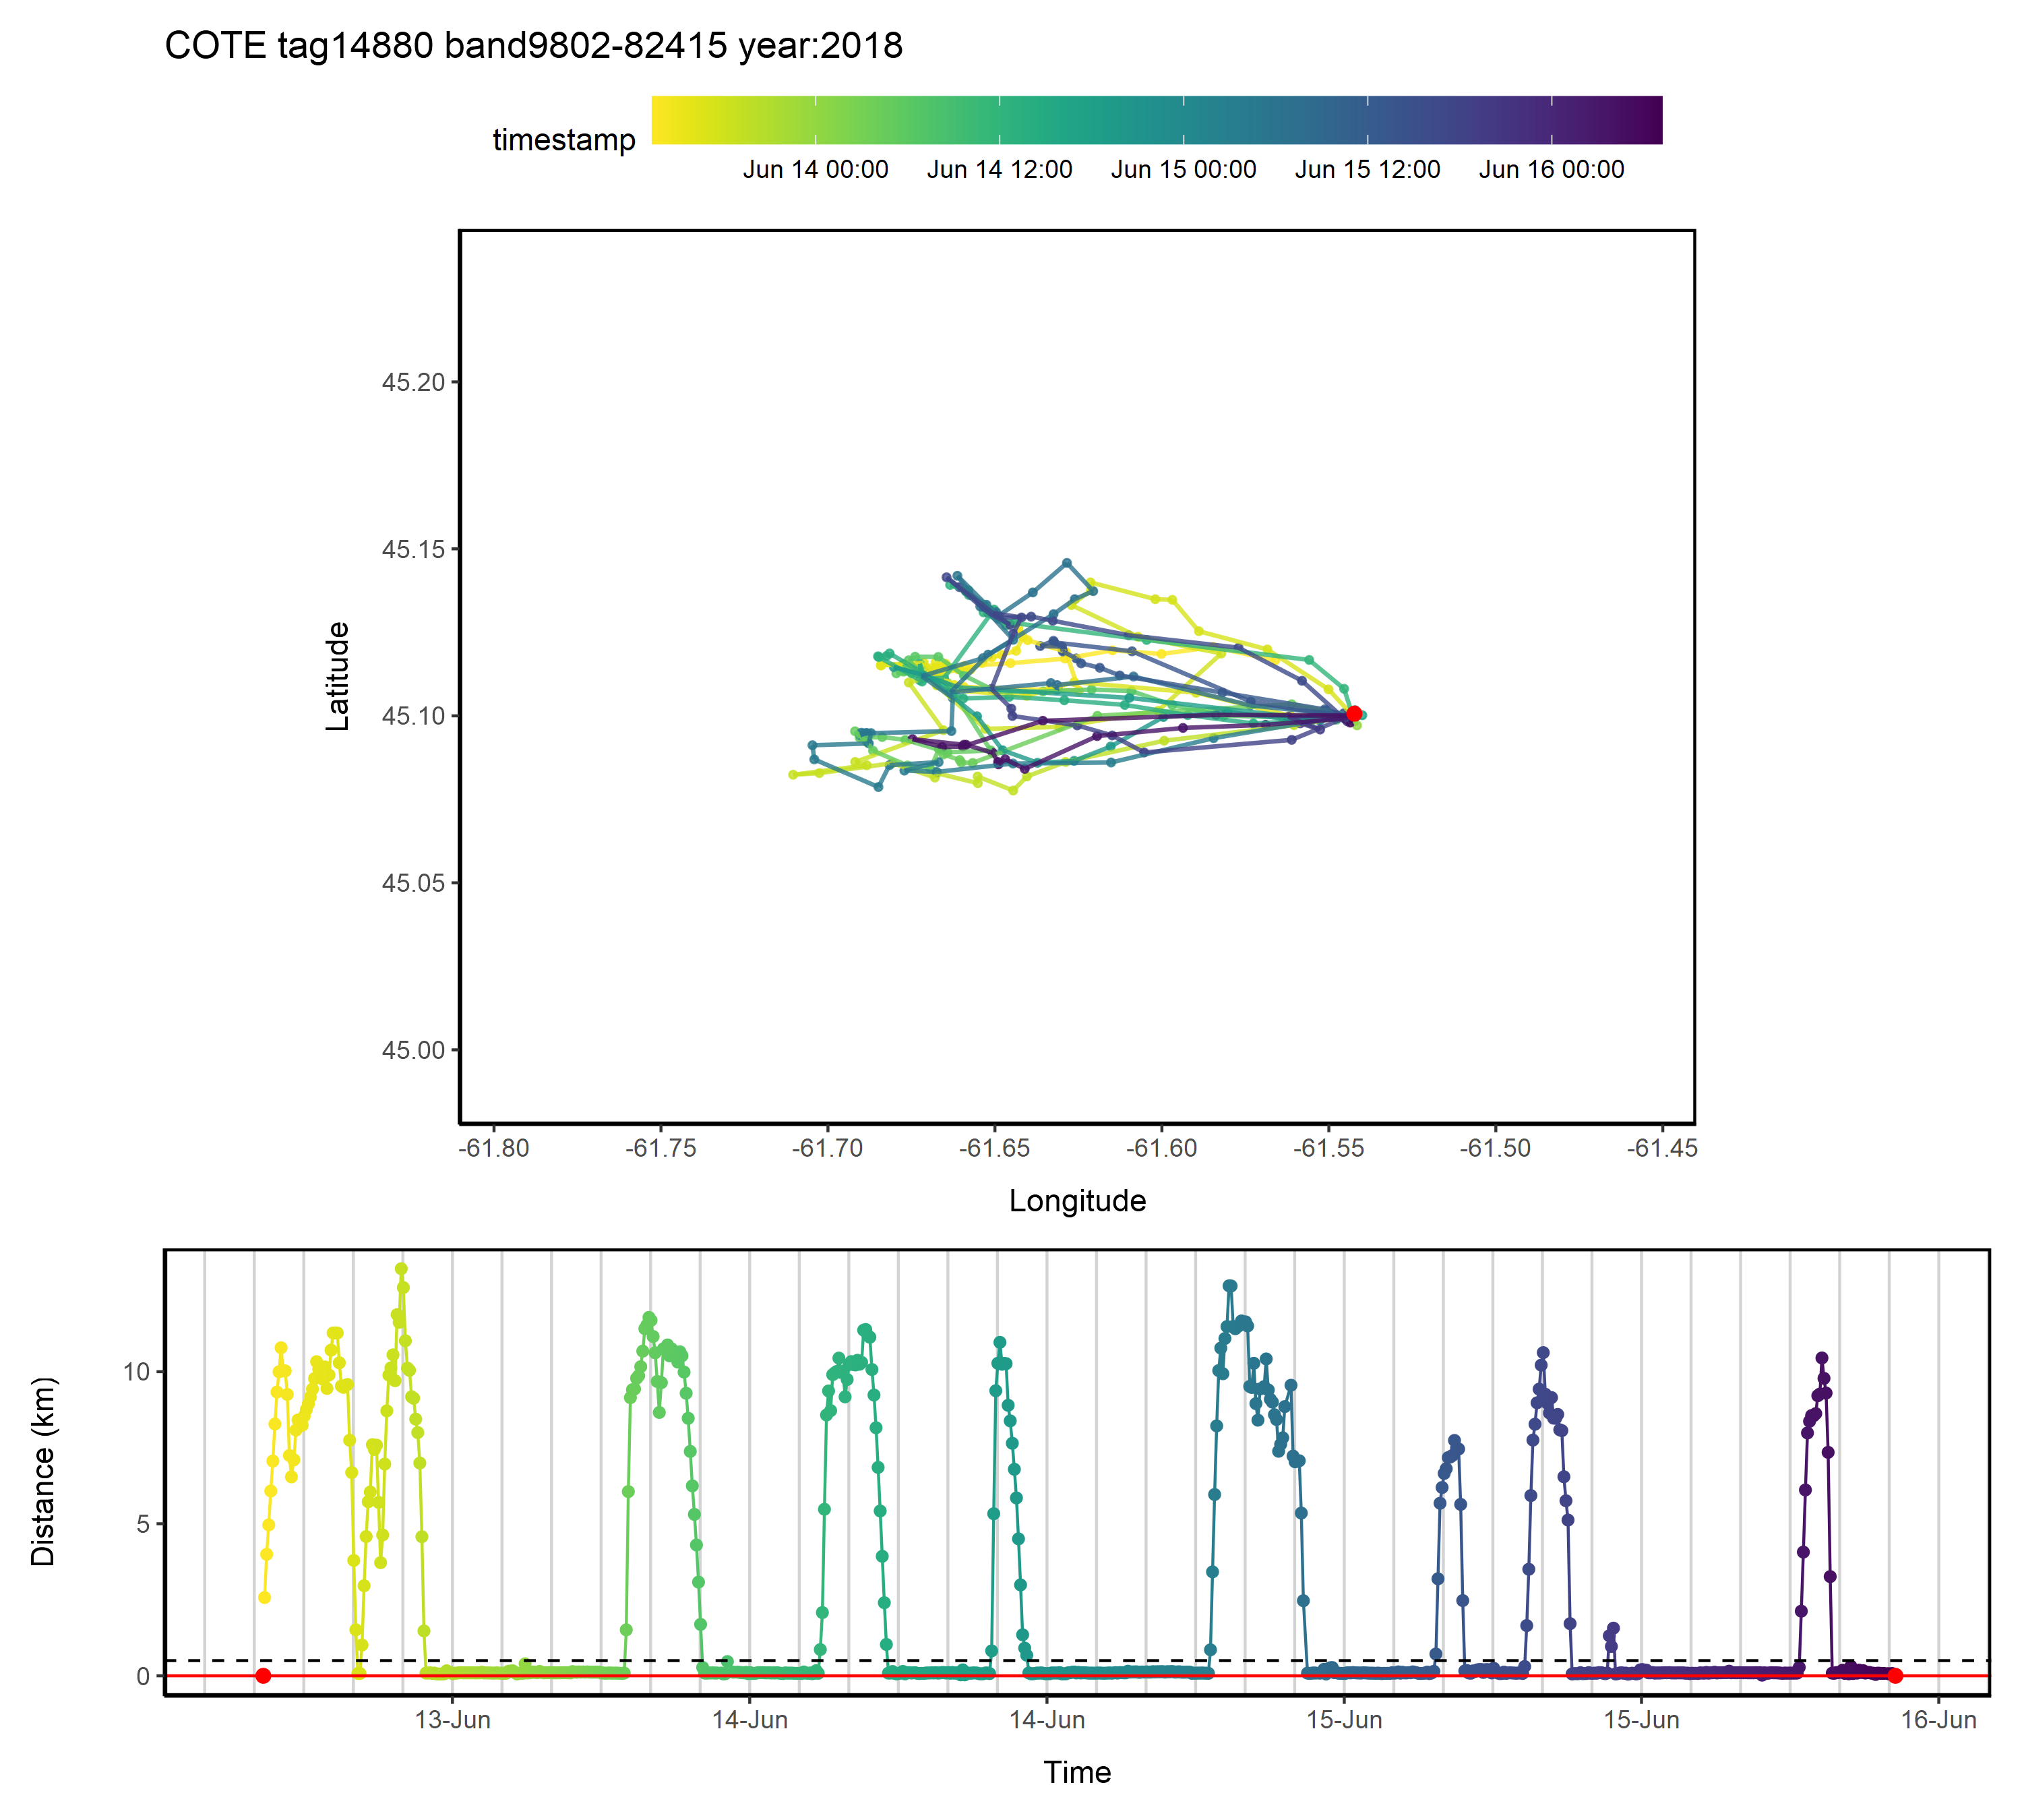 COTE tag14880 band9802-82415 year:2018
timestamp
Jun 14 00:00 Jun 14 12:00 Jun 15 00:00 Jun 15 12:00 Jun 16 00:00
45.20
45.15
45.10
45.05
45.00
Latitude
-61.80 -61.75 -61.70 -61.65 -61.60 -61.55 -61.50 -61.45
Longitude
10
5
0
Distance (km)
13-Jun 14-Jun 14-Jun 15-Jun 15-Jun 16-Jun
Time